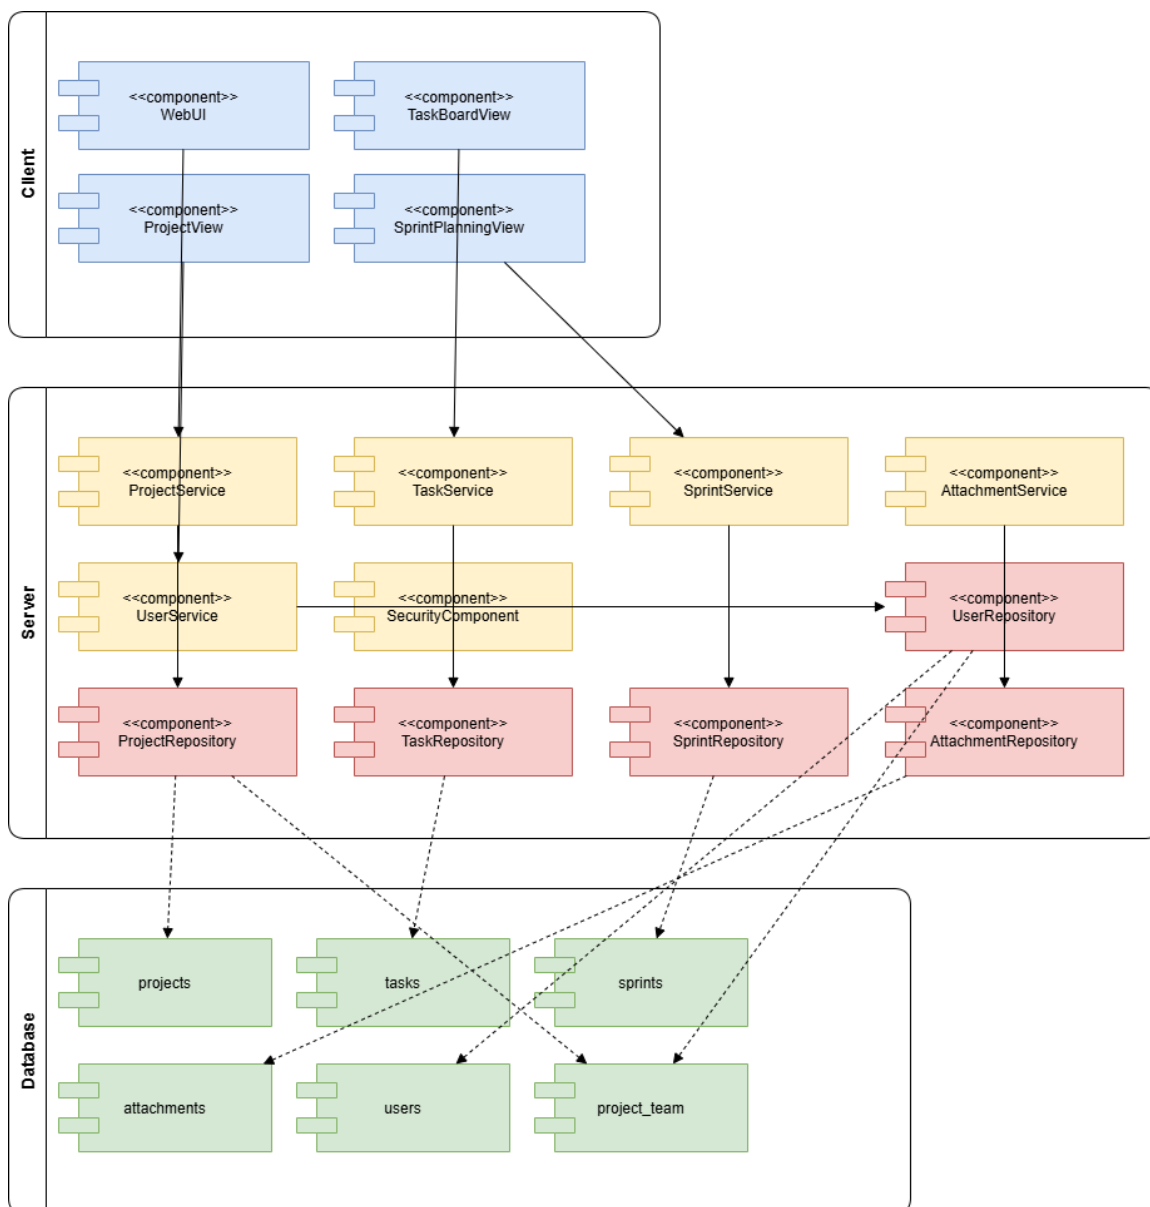 Client
<<component>>
WebUI
<<component>>
TaskBoardView
<<component>>
ProjectView
<<component>>
SprintPlanningView
Server
<<component>>
ProjectService
<<component>>
TaskService
<<component>>
SprintService
<<component>>
AttachmentService
<<component>>
UserService
<<component>>
SecurityComponent
<<component>>
UserRepository
<<component>>
ProjectRepository
<<component>>
TaskRepository
<<component>>
SprintRepository
<<component>>
AttachmentRepository
Database
projects
tasks
sprints
attachments
users
project_team